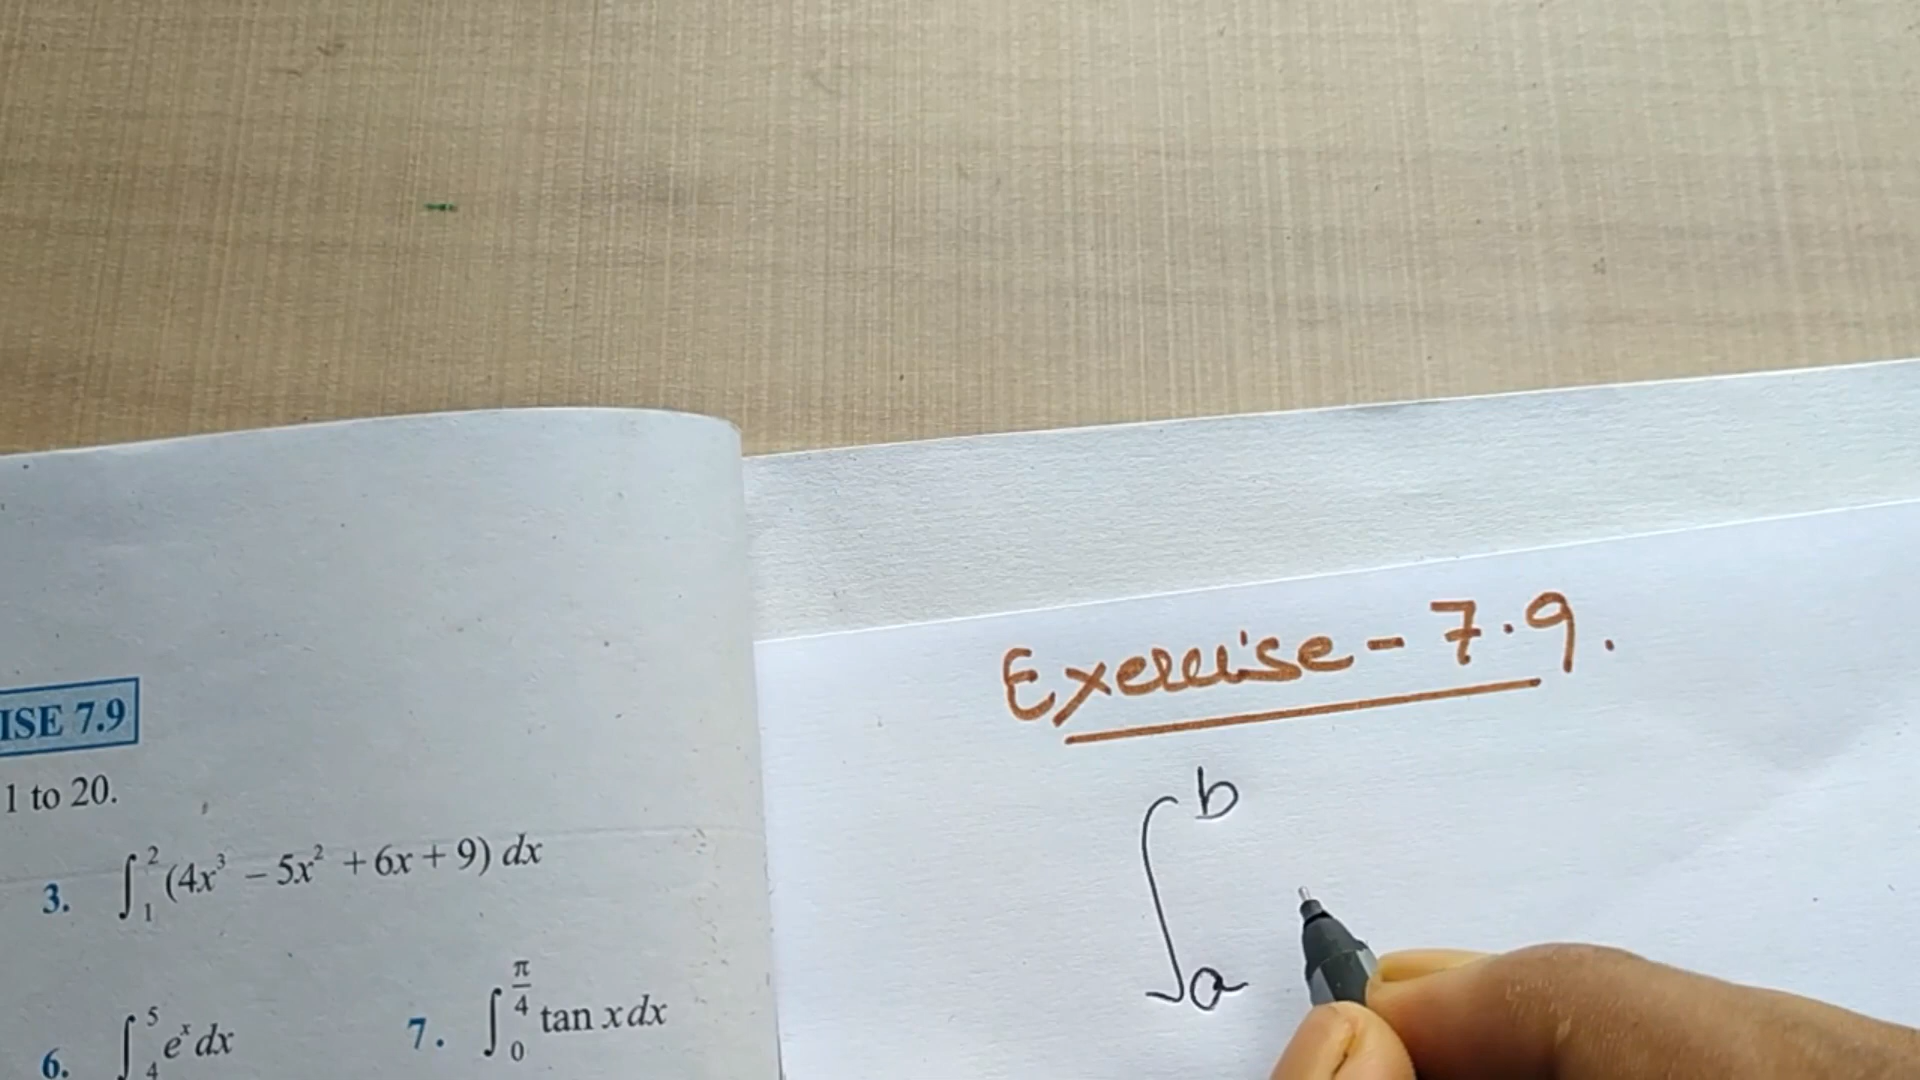 ISE 7.9
1 to 20.
3. ∫₁² (4x³ – 5x² + 6x + 9) dx
6. ∫₄⁵ eˣ dx
7. ∫₀^(π/4) tan x dx
Exercise - 7.9.
∫ₐᵇ